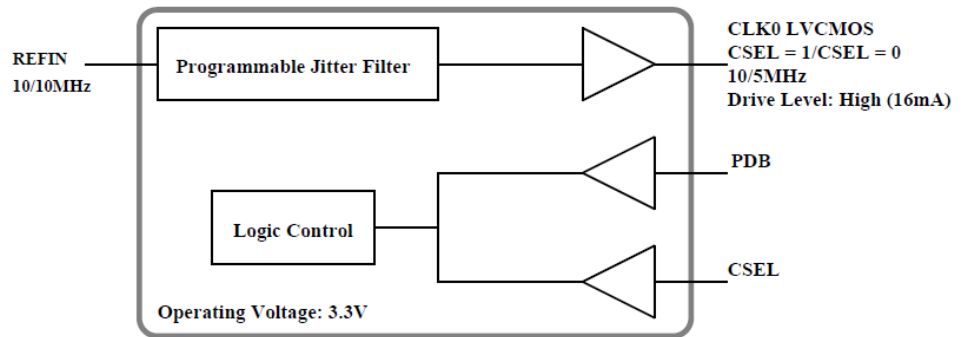 REFIN
10/10MHz
Programmable Jitter Filter
CLK0 LVCMOS
CSEL = 1/CSEL = 0
10/5MHz
Drive Level: High (16mA)
PDB
Logic Control
CSEL
Operating Voltage: 3.3V